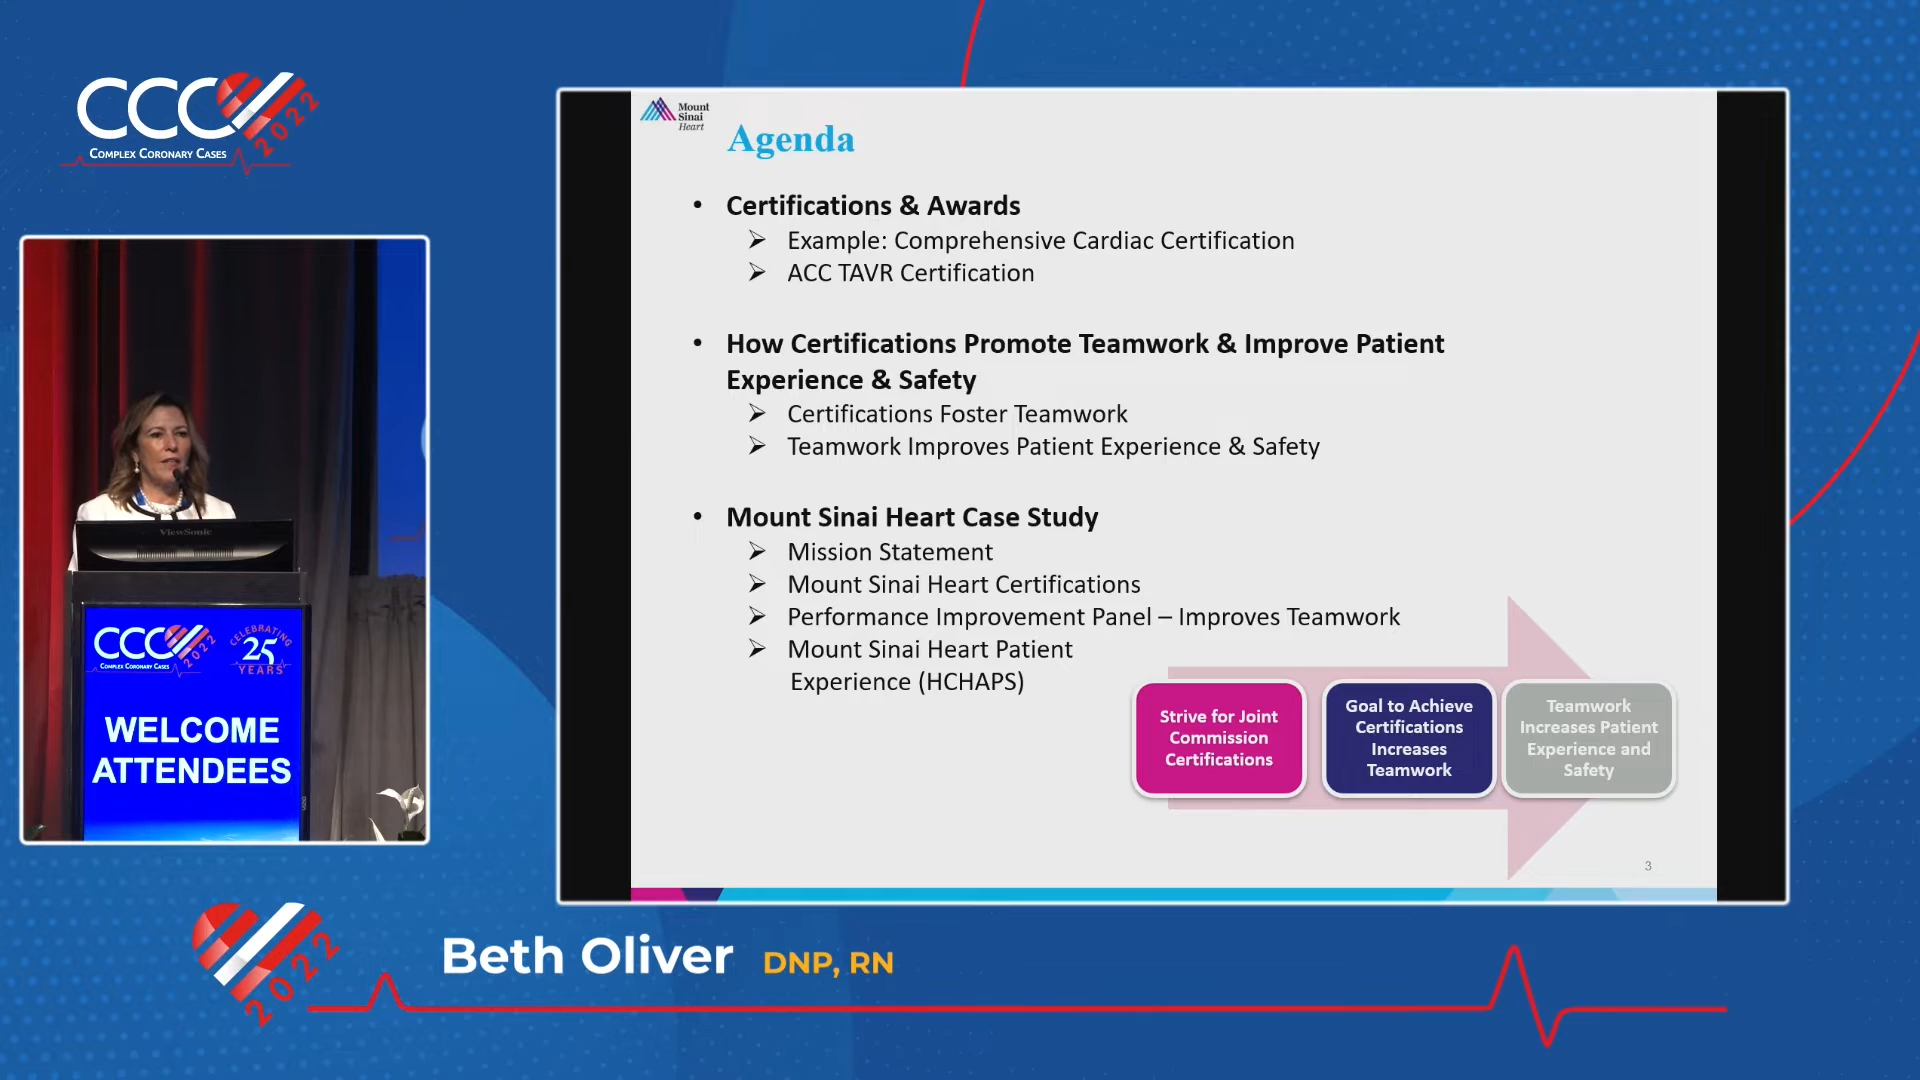 CCC
2022
COMPLEX CORONARY CASES
Mount
Sinai
Heart
Agenda
• Certifications & Awards
➢ Example: Comprehensive Cardiac Certification
➢ ACC TAVR Certification
• How Certifications Promote Teamwork & Improve Patient
Experience & Safety
➢ Certifications Foster Teamwork
➢ Teamwork Improves Patient Experience & Safety
• Mount Sinai Heart Case Study
➢ Mission Statement
➢ Mount Sinai Heart Certifications
➢ Performance Improvement Panel – Improves Teamwork
➢ Mount Sinai Heart Patient
Experience (HCHAPS)
Strive for Joint
Commission
Certifications
Goal to Achieve
Certifications
Increases
Teamwork
Teamwork
Increases Patient
Experience and
Safety
3
ViewSonic
CCC
2022
COMPLEX CORONARY CASES
CELEBRATING
25
YEARS
WELCOME
ATTENDEES
2022
Beth Oliver DNP, RN